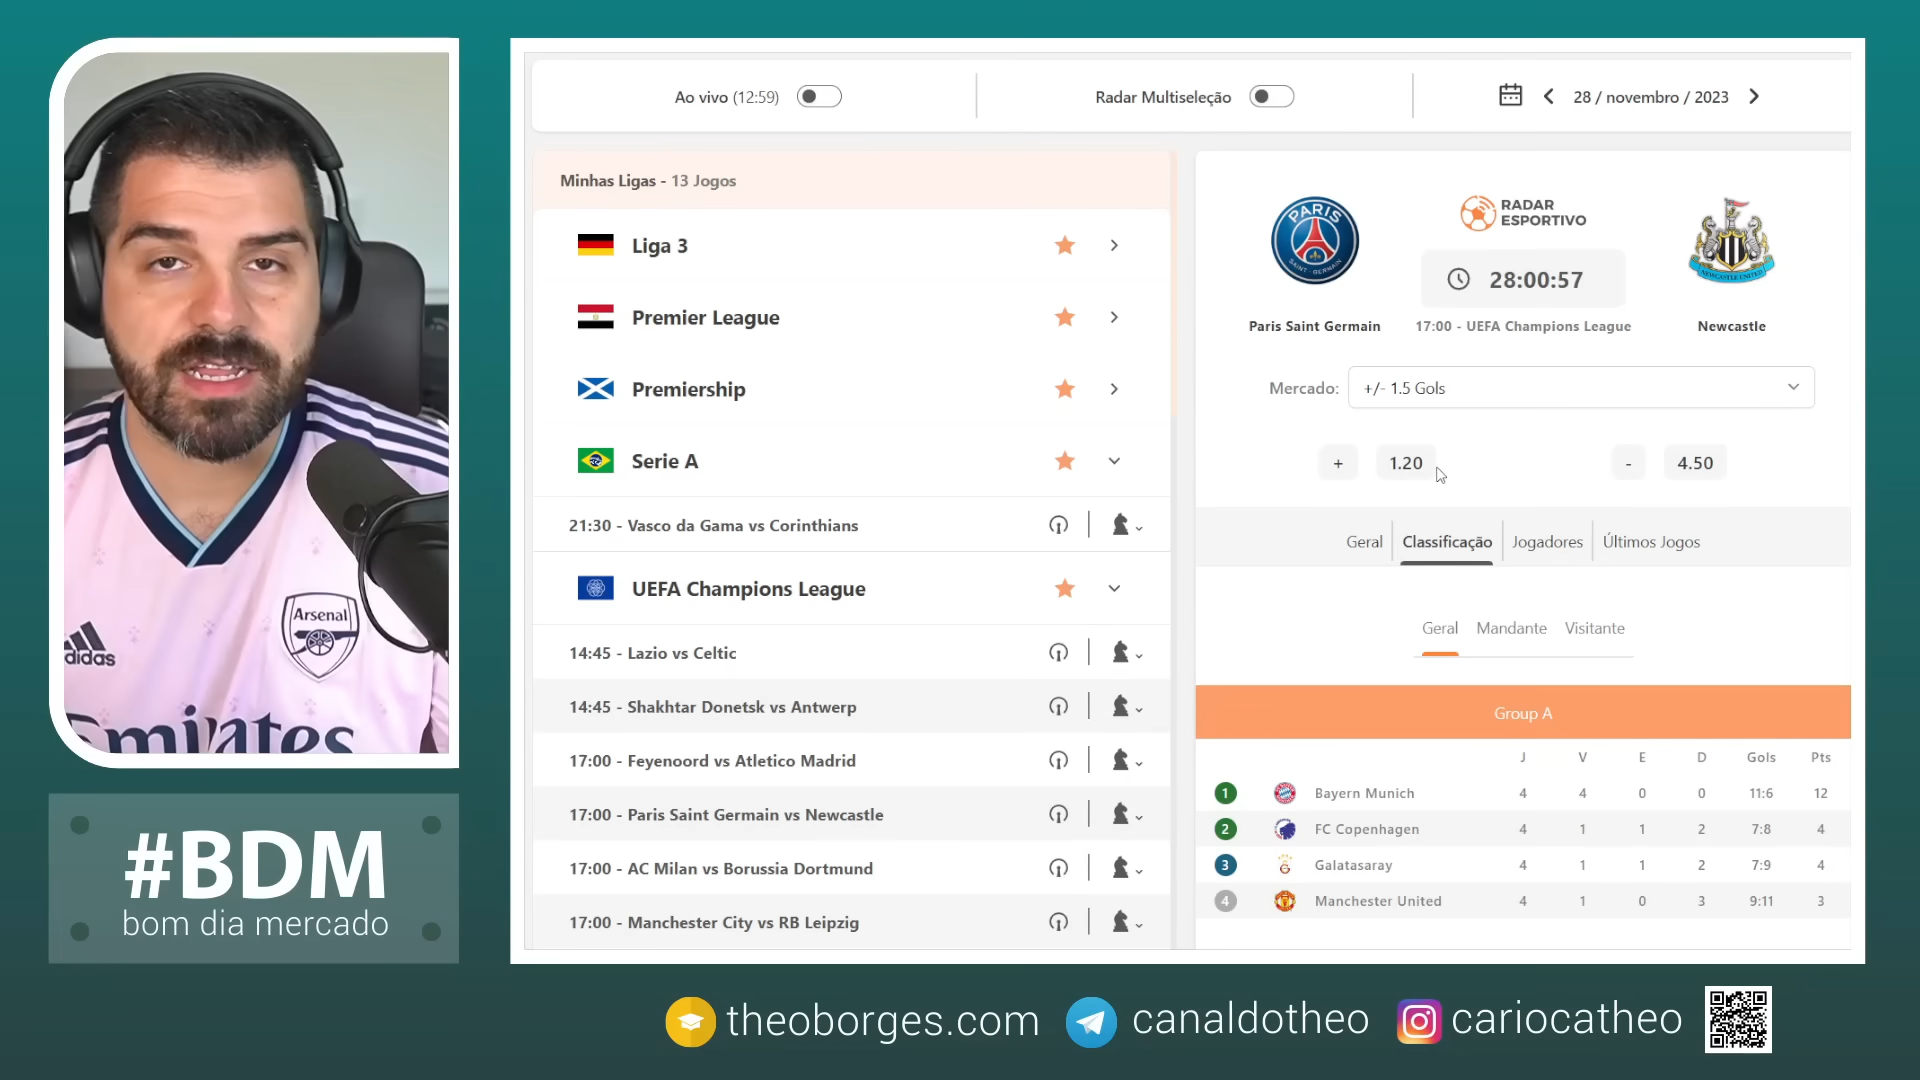 Ao vivo (12:59)
Radar Multiseleção
28 / novembro / 2023
Minhas Ligas - 13 Jogos
Liga 3
Premier League
Premiership
Serie A
21:30 - Vasco da Gama vs Corinthians
UEFA Champions League
14:45 - Lazio vs Celtic
14:45 - Shakhtar Donetsk vs Antwerp
17:00 - Feyenoord vs Atletico Madrid
17:00 - Paris Saint Germain vs Newcastle
17:00 - AC Milan vs Borussia Dortmund
17:00 - Manchester City vs RB Leipzig
PARIS
SAINT-GERMAIN
RADAR
ESPORTIVO
NEWCASTLE UNITED
28:00:57
Paris Saint Germain
17:00 - UEFA Champions League
Newcastle
Mercado:
+/- 1.5 Gols
+ 1.20
- 4.50
Geral
Classificação
Jogadores
Últimos Jogos
Geral Mandante Visitante
Group A
J V E D Gols Pts
1 Bayern Munich 4 4 0 0 11:6 12
2 FC Copenhagen 4 1 1 2 7:8 4
3 Galatasaray 4 1 1 2 7:9 4
4 Manchester United 4 1 0 3 9:11 3
Arsenal
adidas
Emirates
#BDM
bom dia mercado
theoborges.com
canaldotheo
cariocatheo